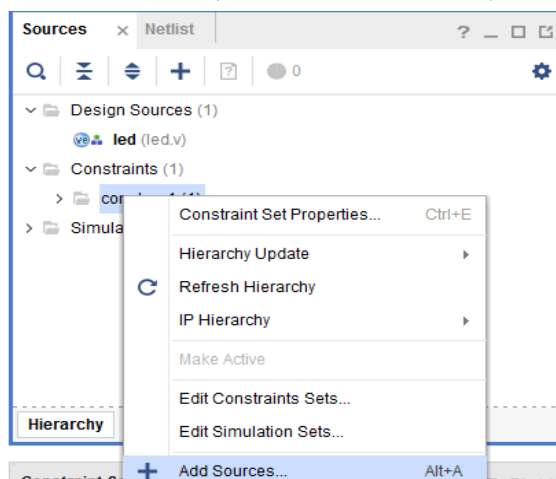 Sources × Netlist
0
Design Sources (1)
led (led.v)
Constraints (1)
Constraint Set Properties... Ctrl+E
Hierarchy Update
Refresh Hierarchy
IP Hierarchy
Make Active
Edit Constraints Sets...
Edit Simulation Sets...
Hierarchy
Add Sources... Alt+A